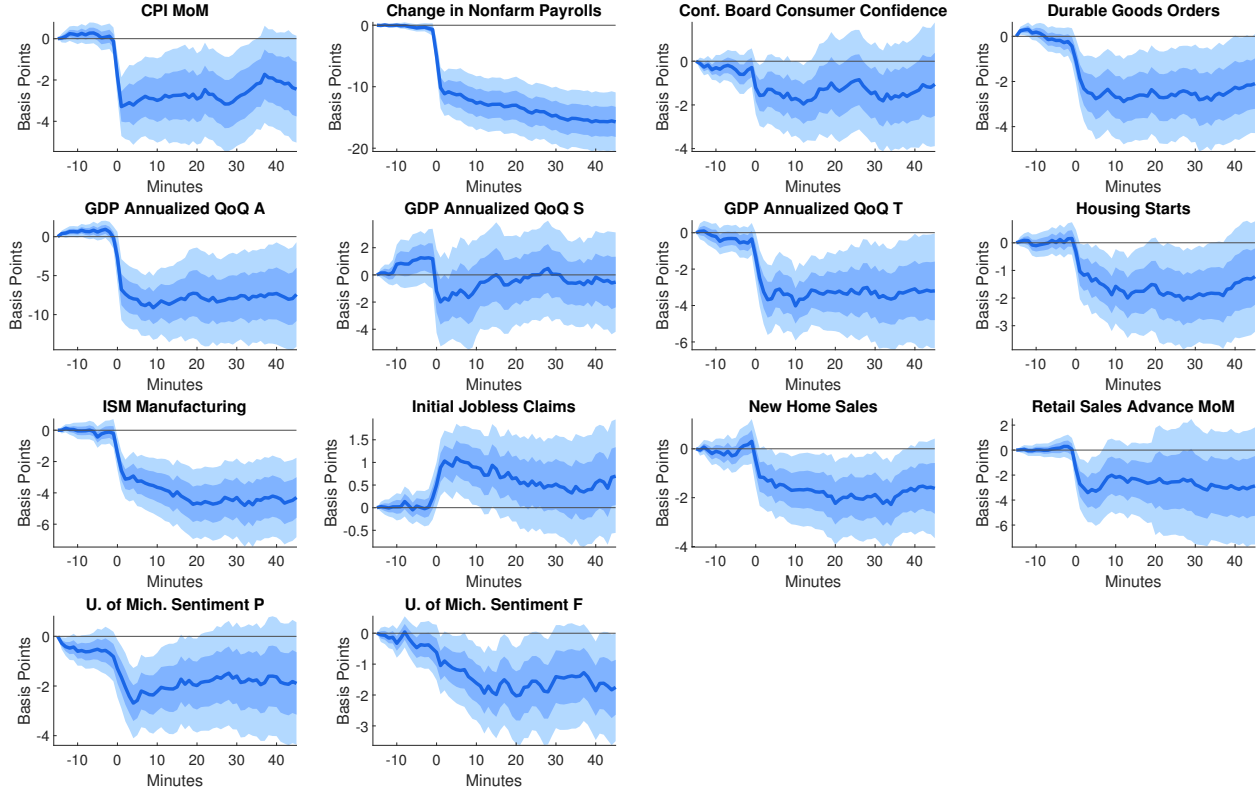 CPI MoM
Basis Points
0
-2
-4
-10 0 10 20 30 40
Minutes
Change in Nonfarm Payrolls
Basis Points
0
-10
-20
-10 0 10 20 30 40
Minutes
Conf. Board Consumer Confidence
Basis Points
0
-2
-4
-10 0 10 20 30 40
Minutes
Durable Goods Orders
Basis Points
0
-2
-4
-10 0 10 20 30 40
Minutes
GDP Annualized QoQ A
Basis Points
0
-5
-10
-10 0 10 20 30 40
Minutes
GDP Annualized QoQ S
Basis Points
2
0
-2
-4
-10 0 10 20 30 40
Minutes
GDP Annualized QoQ T
Basis Points
0
-2
-4
-6
-10 0 10 20 30 40
Minutes
Housing Starts
Basis Points
0
-1
-2
-3
-10 0 10 20 30 40
Minutes
ISM Manufacturing
Basis Points
0
-2
-4
-6
-10 0 10 20 30 40
Minutes
Initial Jobless Claims
Basis Points
1.5
1
0.5
0
-0.5
-10 0 10 20 30 40
Minutes
New Home Sales
Basis Points
0
-2
-4
-10 0 10 20 30 40
Minutes
Retail Sales Advance MoM
Basis Points
2
0
-2
-4
-6
-10 0 10 20 30 40
Minutes
U. of Mich. Sentiment P
Basis Points
0
-2
-4
-10 0 10 20 30 40
Minutes
U. of Mich. Sentiment F
Basis Points
0
-1
-2
-3
-10 0 10 20 30 40
Minutes